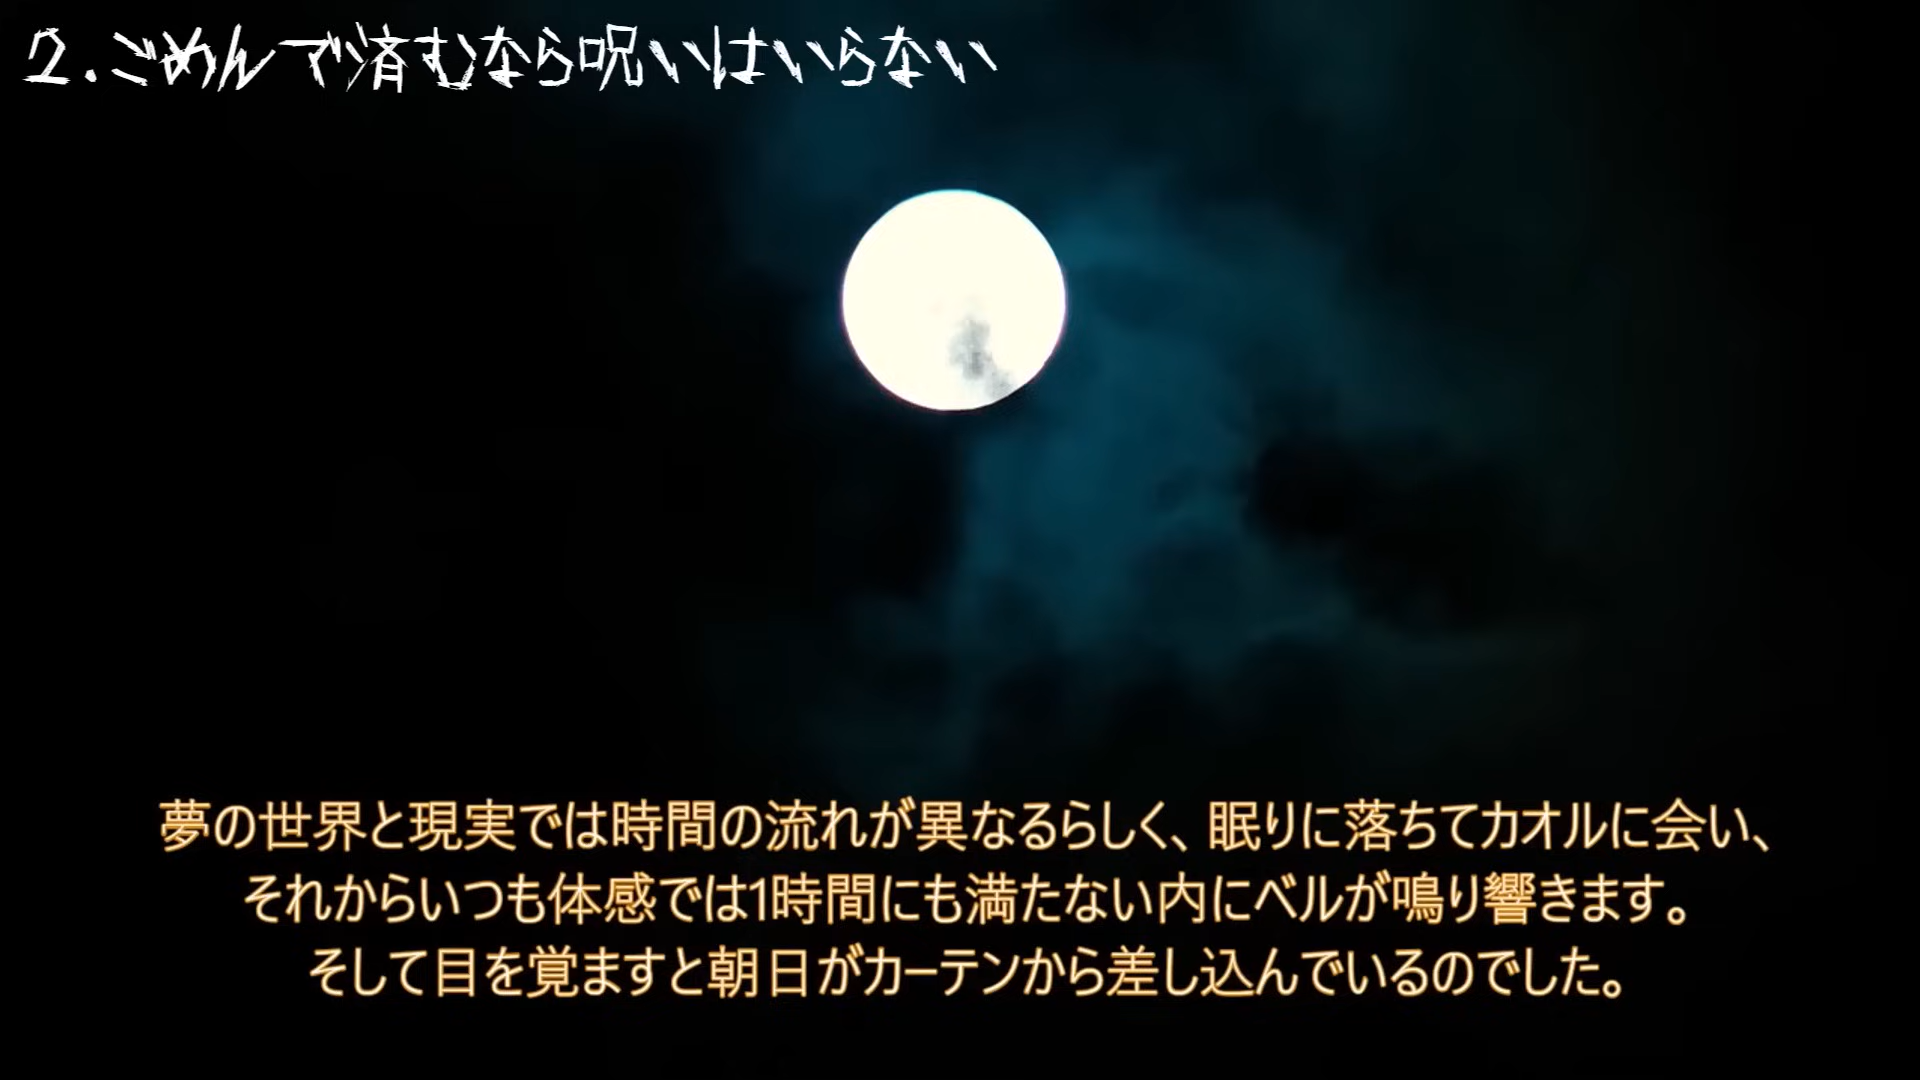 2.ごめんで済むなら呪いはいらない
夢の世界と現実では時間の流れが異なるらしく、眠りに落ちてカオルに会い、
それからいつも体感では1時間にも満たない内にベルが鳴り響きます。
そして目を覚ますと朝日がカーテンから差し込んでいるのでした。